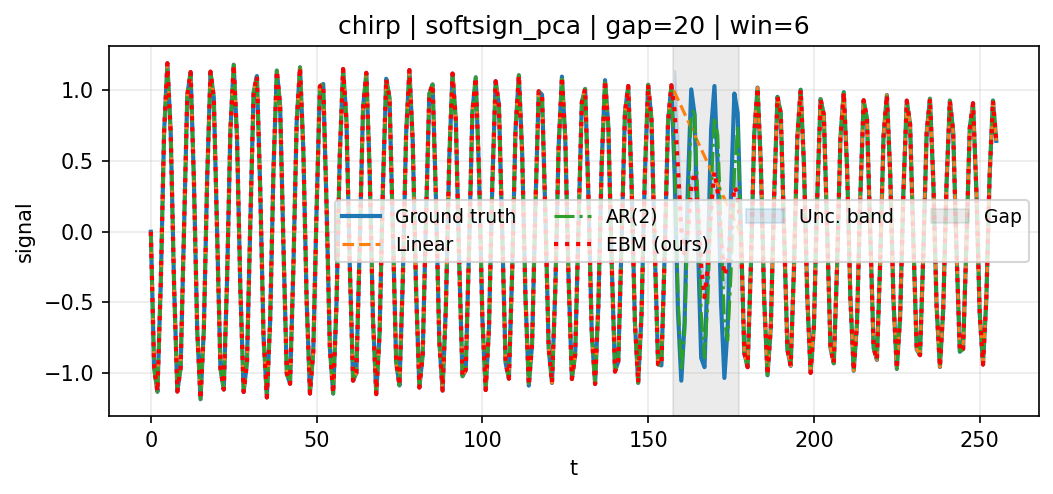 chirp | softsign_pca | gap=20 | win=6
signal
1.0
0.5
0.0
−0.5
−1.0
Ground truth
Linear
AR(2)
EBM (ours)
Unc. band
Gap
0 50 100 150 200 250
t